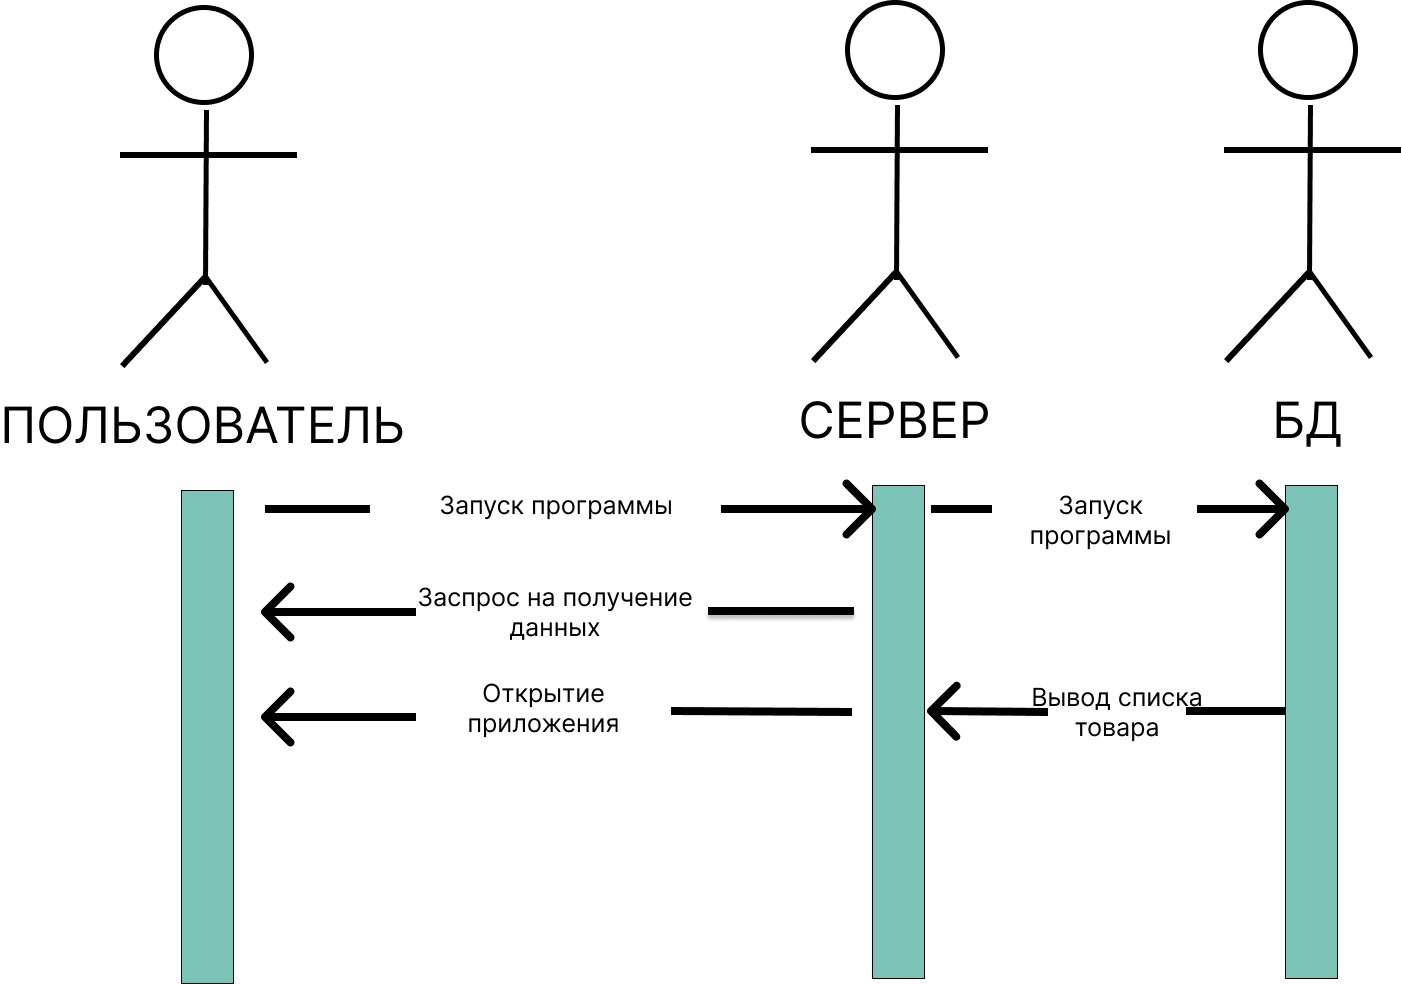 ПОЛЬЗОВАТЕЛЬ
СЕРВЕР
БД
Запуск программы
Запуск
программы
Заспрос на получение
данных
Открытие
приложения
Вывод списка
товара